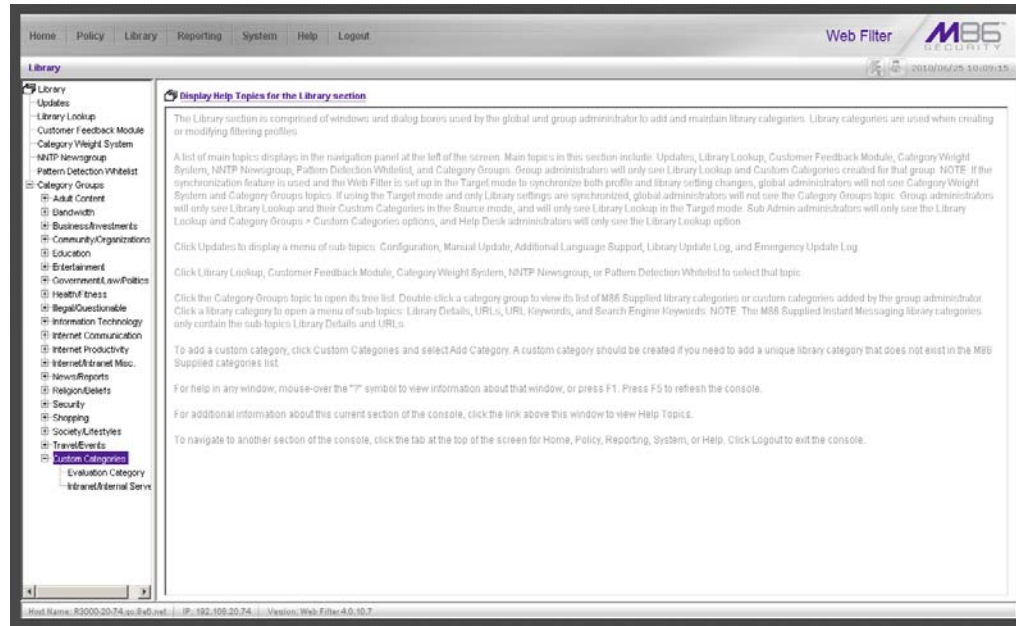 Home Policy Library Reporting System Help Logout
Web Filter
M86
SECURITY
Library
2010/06/25 10:09:15
Library
Updates
Library Lookup
Customer Feedback Module
Category Weight System
NNTP Newsgroup
Pattern Detection Whitelist
Category Groups
Adult Content
Bandwidth
Business/Investments
Community/Organizations
Education
Entertainment
Government/Law/Politics
Health/Fitness
Illegal/Questionable
Information Technology
Internet Communication
Internet Productivity
Internet/Intranet Misc.
News/Reports
Religion/Beliefs
Security
Shopping
Society/Lifestyles
Travel/Events
Custom Categories
Evaluation Category
Intranet/Internal Serve
Display Help Topics for the Library section
The Library section is comprised of windows and dialog boxes used by the global and group administrator to add and maintain library categories. Library categories are used when creating
or modifying filtering profiles.
A list of main topics displays in the navigation panel at the left of the screen. Main topics in this section include: Updates, Library Lookup, Customer Feedback Module, Category Weight
System, NNTP Newsgroup, Pattern Detection Whitelist, and Category Groups. Group administrators will only see Library Lookup and Custom Categories created for that group. NOTE: If the
synchronization feature is used and the Web Filter is set up in the Target mode to synchronize both profile and library setting changes, global administrators will not see Category Weight
System and Category Groups topics. If using the Target mode and only Library settings are synchronized, global administrators will not see the Category Groups topic. Group administrators
will only see Library Lookup and their Custom Categories in the Source mode, and will only see Library Lookup in the Target mode. Sub Admin administrators will only see the Library
Lookup and Category Groups > Custom Categories options, and Help Desk administrators will only see the Library Lookup option.
Click Updates to display a menu of sub-topics: Configuration, Manual Update, Additional Language Support, Library Update Log, and Emergency Update Log.
Click Library Lookup, Customer Feedback Module, Category Weight System, NNTP Newsgroup, or Pattern Detection Whitelist to select that topic.
Click the Category Groups topic to open its tree list. Double-click a category group to view its list of M86 Supplied library categories or custom categories added by the group administrator.
Click a library category to open a menu of sub-topics: Library Details, URLs, URL Keywords, and Search Engine Keywords. NOTE: The M86 Supplied Instant Messaging library categories
only contain the sub-topics Library Details and URLs.
To add a custom category, click Custom Categories and select Add Category. A custom category should be created if you need to add a unique library category that does not exist in the M86
Supplied categories list.
For help in any window, mouse-over the "?" symbol to view information about that window, or press F1. Press F5 to refresh the console.
For additional information about this current section of the console, click the link above this window to view Help Topics.
To navigate to another section of the console, click the tab at the top of the screen for Home, Policy, Reporting, System, or Help. Click Logout to exit the console.
Host Name: R3000-20-74.qc.8e6.net IP: 192.168.20.74 Version: Web Filter 4.0.10.7